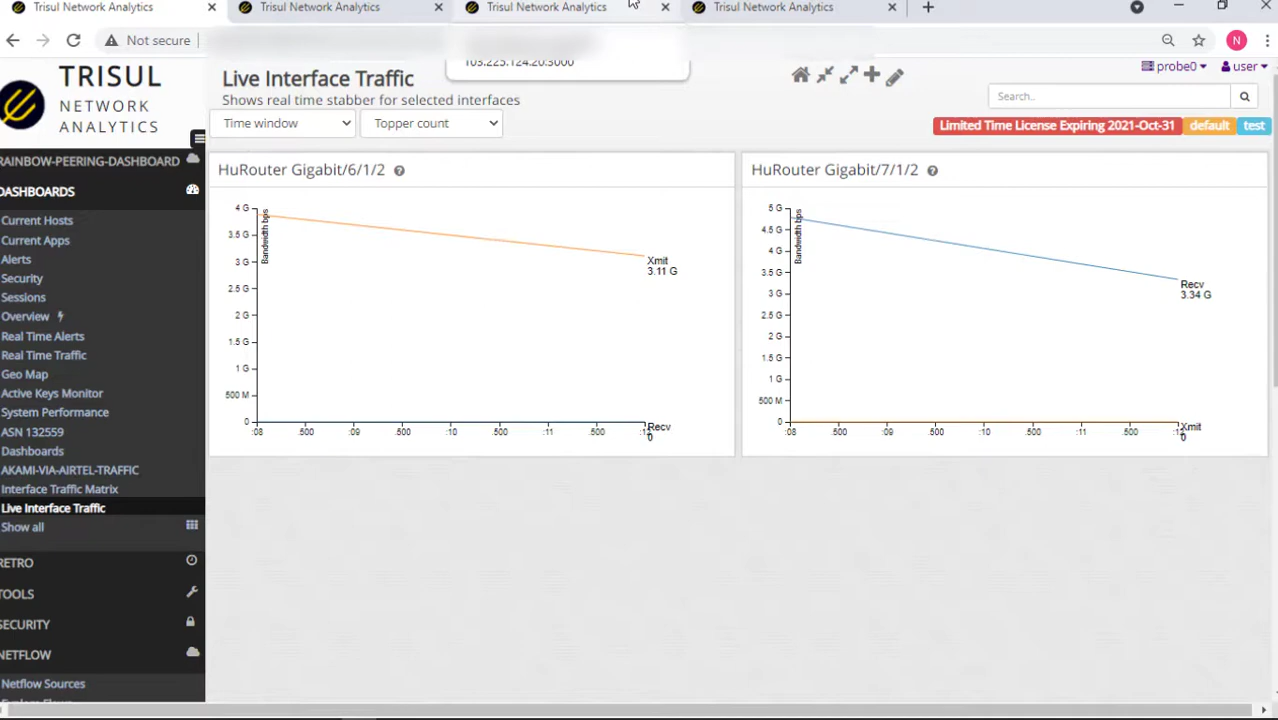 Trisul Network Analytics
Trisul Network Analytics
Trisul Network Analytics
Trisul Network Analytics
Not secure
N
103.225.124.20:3000
TRISUL
NETWORK
ANALYTICS
Live Interface Traffic
Shows real time stabber for selected interfaces
Time window
Topper count
probe0
user
Search..
Limited Time License Expiring 2021-Oct-31
default
test
RAINBOW-PEERING-DASHBOARD
DASHBOARDS
Current Hosts
Current Apps
Alerts
Security
Sessions
Overview
Real Time Alerts
Real Time Traffic
Geo Map
Active Keys Monitor
System Performance
ASN 132559
Dashboards
AKAMI-VIA-AIRTEL-TRAFFIC
Interface Traffic Matrix
Live Interface Traffic
Show all
RETRO
TOOLS
SECURITY
NETFLOW
Netflow Sources
HuRouter Gigabit/6/1/2
4 G
3.5 G
3 G
2.5 G
2 G
1.5 G
1 G
500 M
0
Bandwidth bps
Xmit
3.11 G
Recv
0
:08 .500 :09 .500 :10 .500 :11 .500
HuRouter Gigabit/7/1/2
5 G
4.5 G
4 G
3.5 G
3 G
2.5 G
2 G
1.5 G
1 G
500 M
0
Bandwidth bps
Recv
3.34 G
Xmit
0
:08 .500 :09 .500 :10 .500 :11 .500